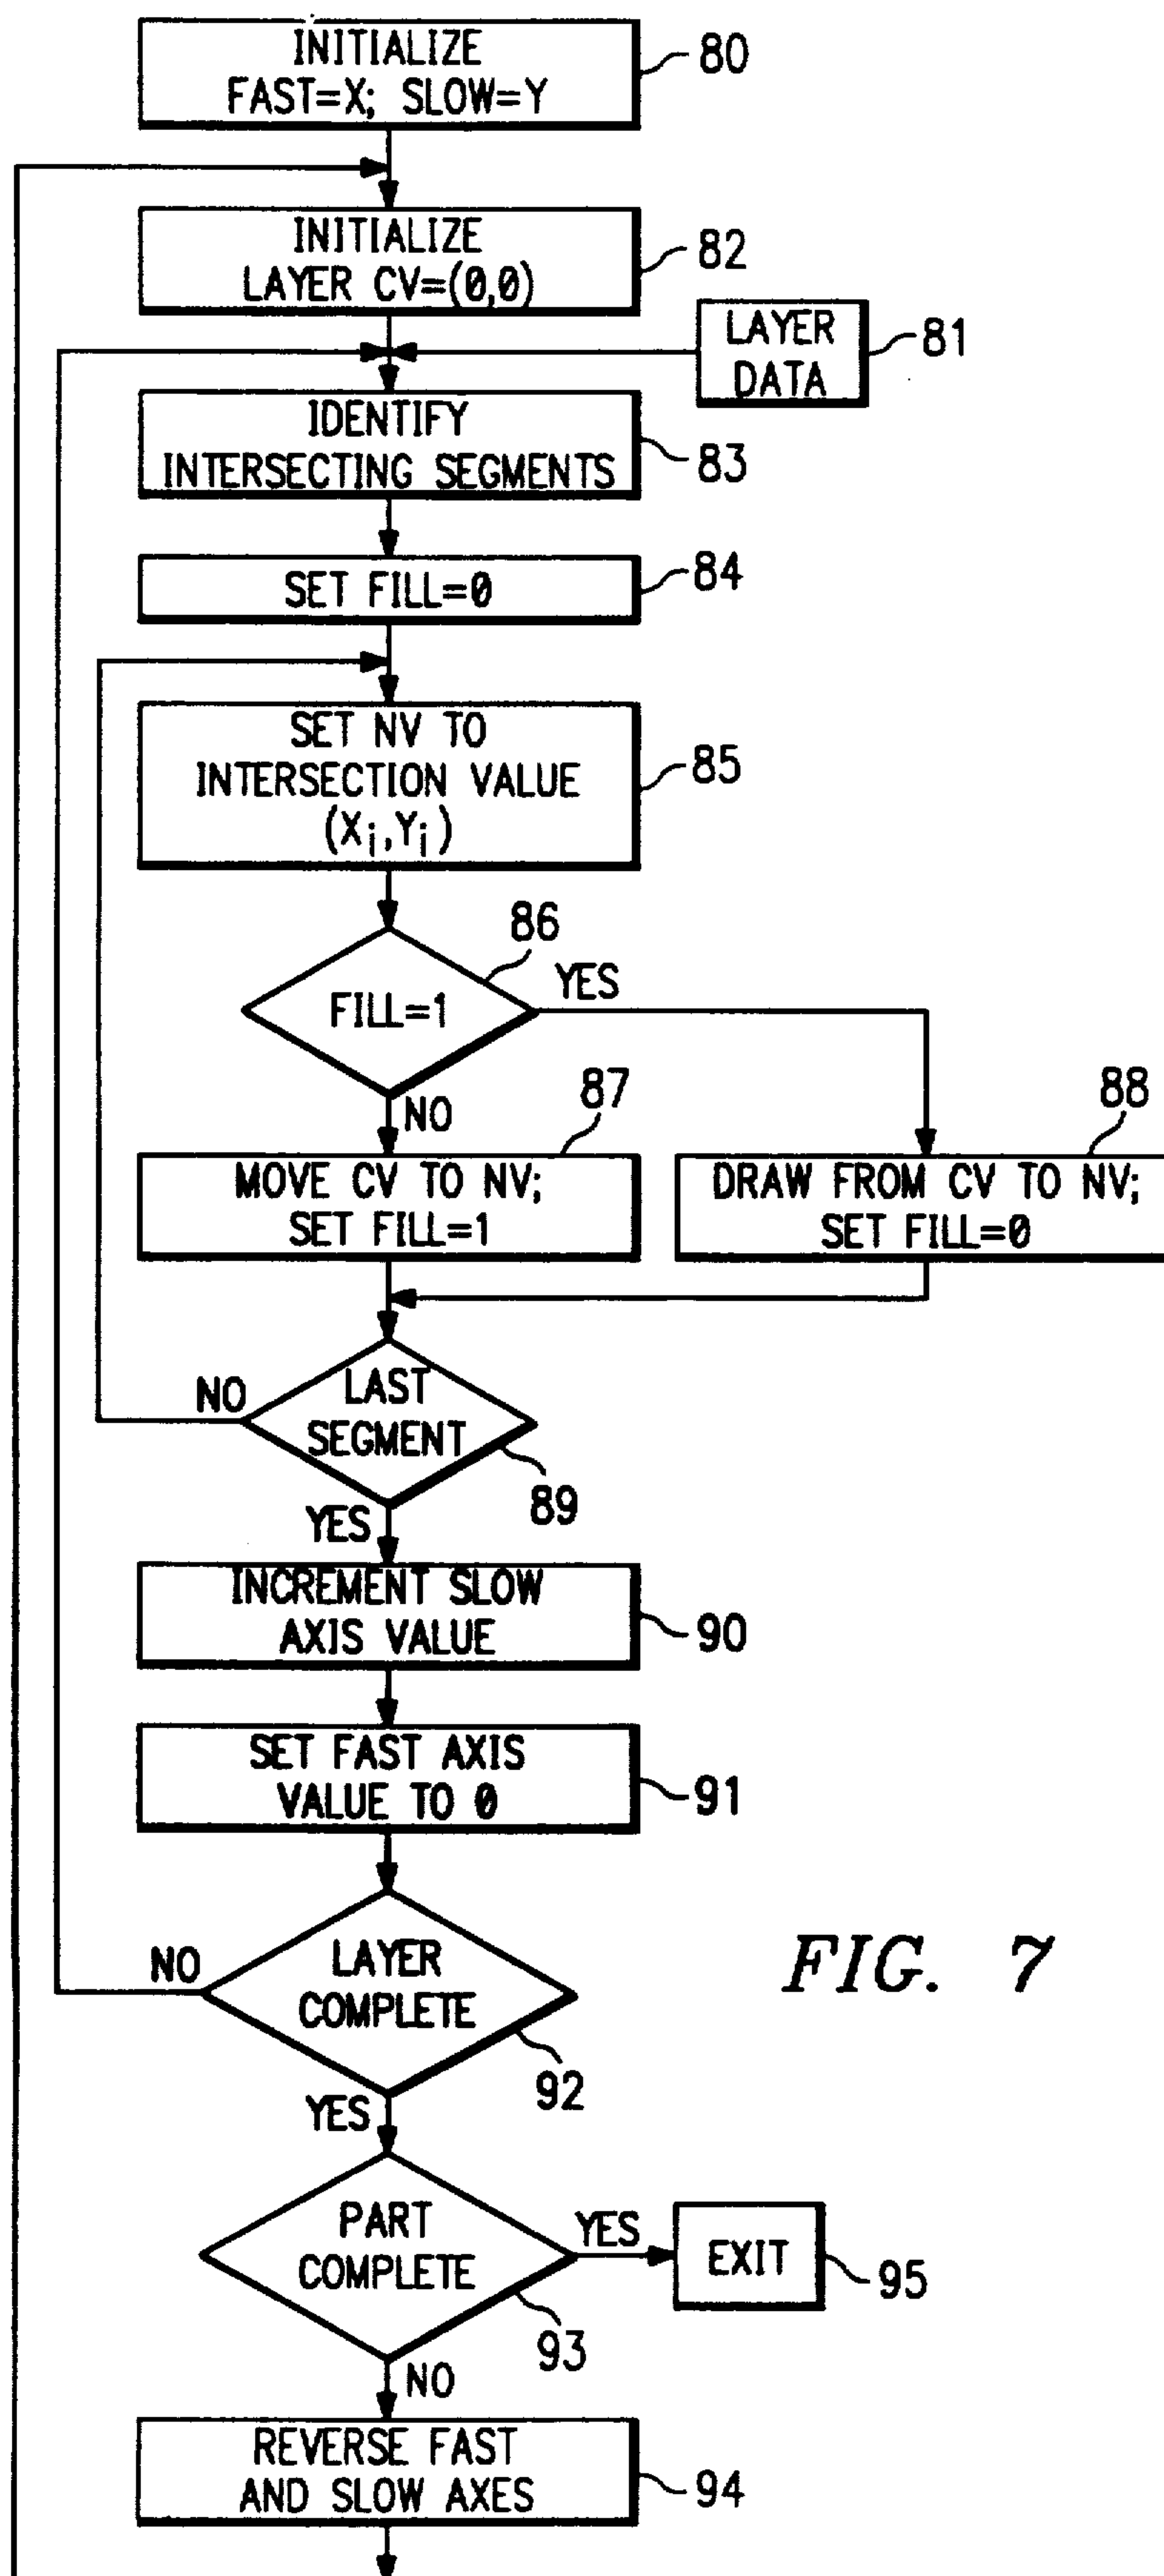 INITIALIZE
FAST=X; SLOW=Y
80
INITIALIZE
LAYER CV=(0,0)
82
LAYER
DATA
81
IDENTIFY
INTERSECTING SEGMENTS
83
SET FILL=0
84
SET NV TO
INTERSECTION VALUE
(Xi,Yi)
85
86
FILL=1
YES
NO
87
88
MOVE CV TO NV;
SET FILL=1
DRAW FROM CV TO NV;
SET FILL=0
NO
LAST
SEGMENT
89
YES
INCREMENT SLOW
AXIS VALUE
90
SET FAST AXIS
VALUE TO 0
91
NO
LAYER
COMPLETE
92
FIG. 7
YES
PART
COMPLETE
YES
EXIT
95
93
NO
REVERSE FAST
AND SLOW AXES
94